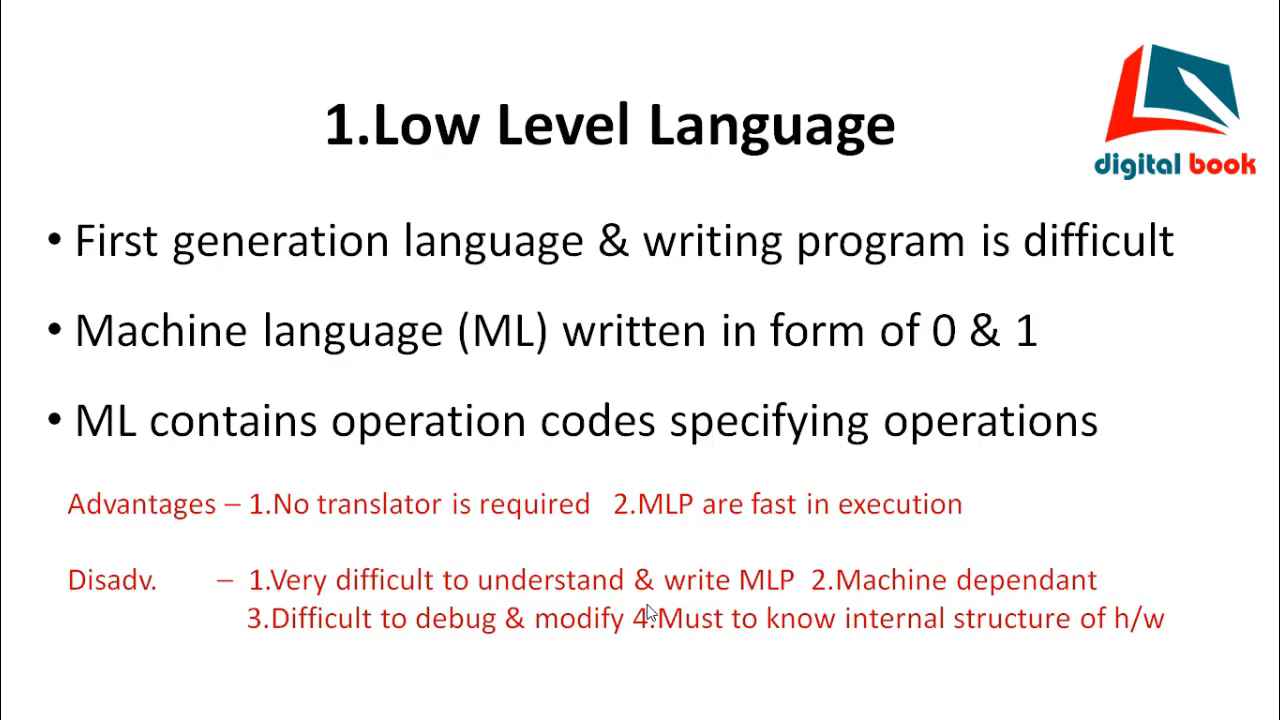 1.Low Level Language
digital book
• First generation language & writing program is difficult
• Machine language (ML) written in form of 0 & 1
• ML contains operation codes specifying operations
Advantages – 1.No translator is required 2.MLP are fast in execution
Disadv. – 1.Very difficult to understand & write MLP 2.Machine dependant
3.Difficult to debug & modify 4.Must to know internal structure of h/w